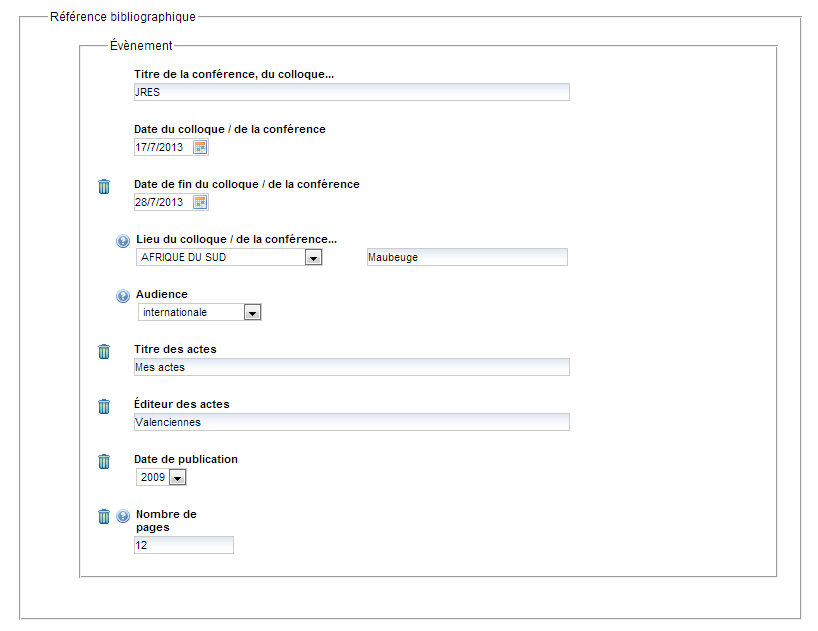 Référence bibliographique
Évènement
Titre de la conférence, du colloque...
JRES
Date du colloque / de la conférence
17/7/2013
Date de fin du colloque / de la conférence
28/7/2013
Lieu du colloque / de la conférence...
AFRIQUE DU SUD Maubeuge
Audience
internationale
Titre des actes
Mes actes
Éditeur des actes
Valenciennes
Date de publication
2009
Nombre de
pages
12